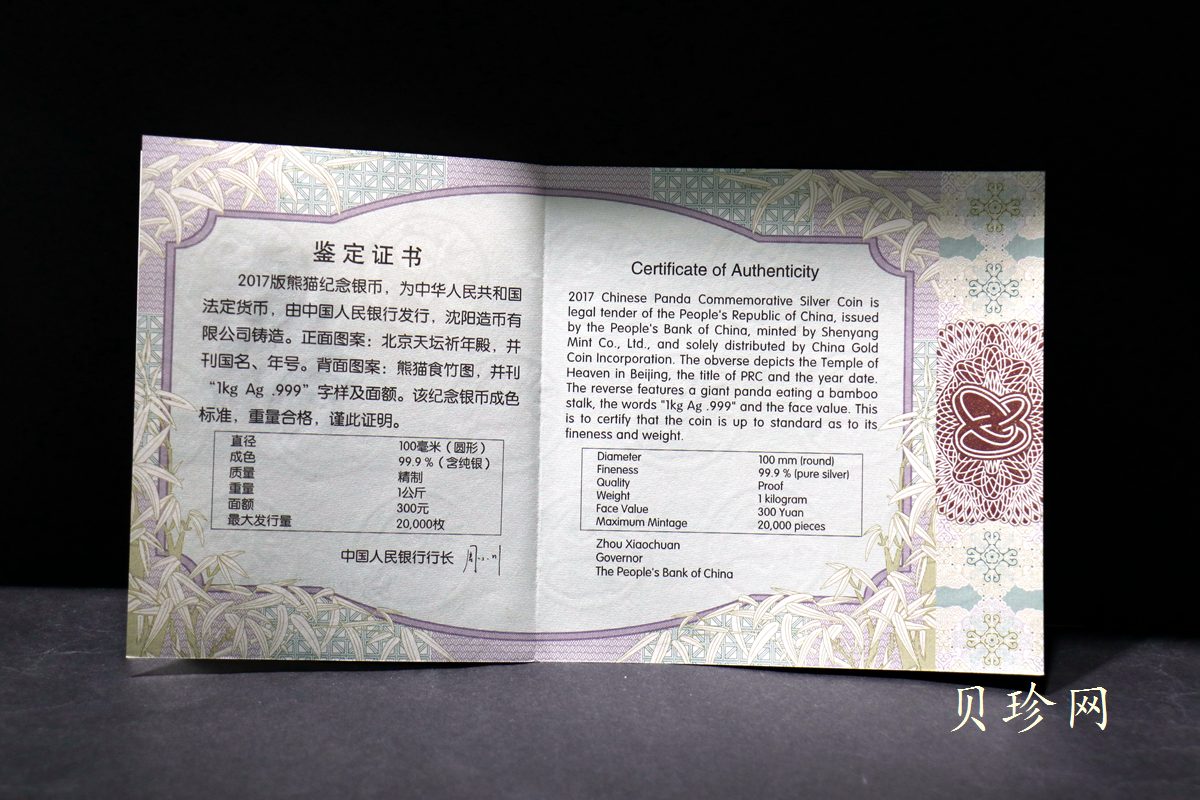 鉴定证书
2017版熊猫纪念银币，为中华人民共和国
法定货币，由中国人民银行发行，沈阳造币有
限公司铸造。正面图案：北京天坛祈年殿，并
刊国名、年号。背面图案：熊猫食竹图，并刊
“1kg Ag .999”字样及面额。该纪念银币成色
标准，重量合格，谨此证明。
直径 100毫米（圆形）
成色 99.9％（含纯银）
质量 精制
重量 1公斤
面额 300元
最大发行量 20,000枚
中国人民银行行长
Certificate of Authenticity
2017 Chinese Panda Commemorative Silver Coin is
legal tender of the People's Republic of China, issued
by the People's Bank of China, minted by Shenyang
Mint Co., Ltd., and solely distributed by China Gold
Coin Incorporation. The obverse depicts the Temple of
Heaven in Beijing, the title of PRC and the year date.
The reverse features a giant panda eating a bamboo
stalk, the words "1kg Ag .999" and the face value. This
is to certify that the coin is up to standard as to its
fineness and weight.
Diameter 100 mm (round)
Fineness 99.9 % (pure silver)
Quality Proof
Weight 1 kilogram
Face Value 300 Yuan
Maximum Mintage 20,000 pieces
Zhou Xiaochuan
Governor
The People's Bank of China
贝珍网